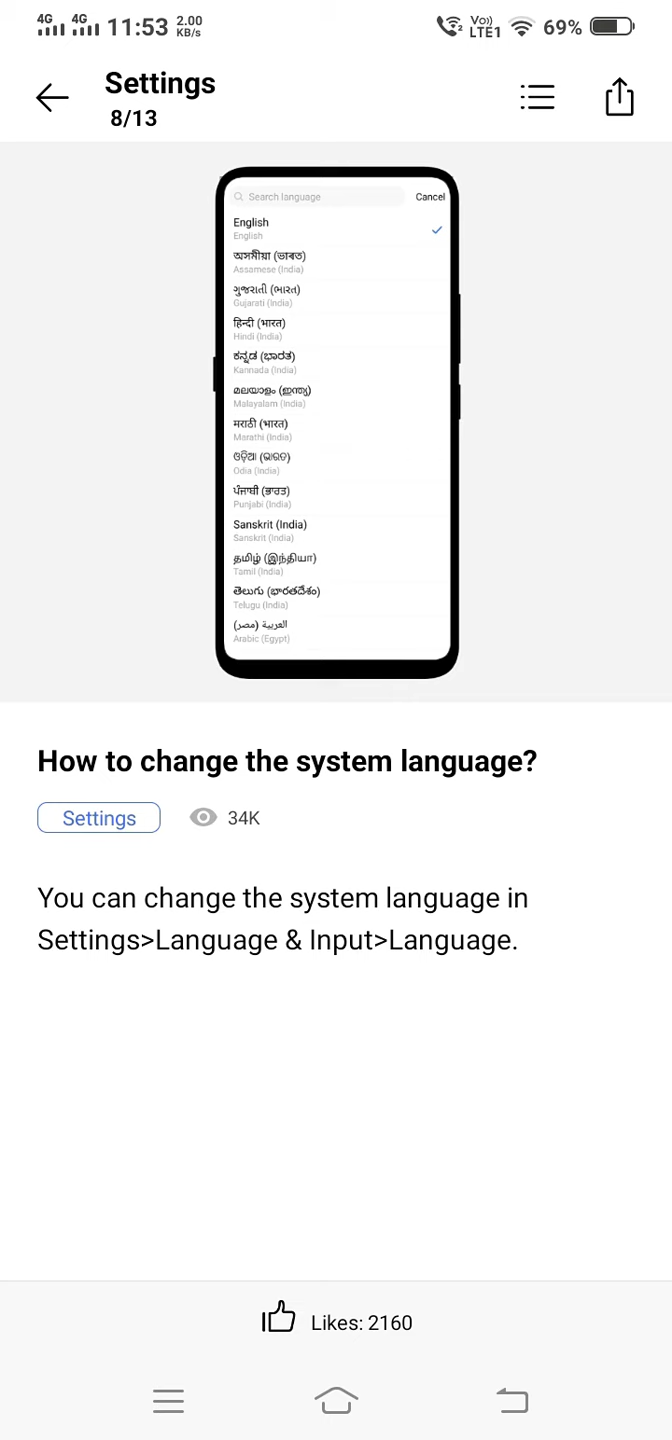 4G 4G 11:53 2.00 KB/s Vo)) LTE1 69%
Settings
8/13
Search language Cancel
English
English
অসমীয়া (ভাৰত)
Assamese (India)
ગુજરાતી (ભારત)
Gujarati (India)
हिन्दी (भारत)
Hindi (India)
ಕನ್ನಡ (ಭಾರತ)
Kannada (India)
മലയാളം (ഇന്ത്യ)
Malayalam (India)
मराठी (भारत)
Marathi (India)
ଓଡ଼ିଆ (ଭାରତ)
Odia (India)
ਪੰਜਾਬੀ (ਭਾਰਤ)
Punjabi (India)
Sanskrit (India)
Sanskrit (India)
தமிழ் (இந்தியா)
Tamil (India)
తెలుగు (భారతదేశం)
Telugu (India)
العربية (مصر)
Arabic (Egypt)
How to change the system language?
Settings 34K
You can change the system language in
Settings>Language & Input>Language.
Likes: 2160